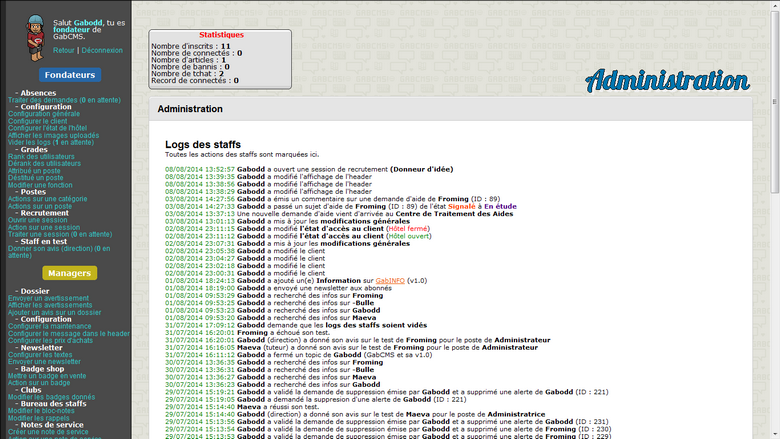 Salut Gabodd, tu es
fondateur de
GabCMS.
Retour | Déconnexion
Fondateurs
- Absences
Traiter des demandes (0 en attente)
- Configuration
Configuration générale
Configurer le client
Configurer l'état de l'hôtel
Afficher les images uploadés
Vider les logs (1 en attente)
- Grades
Rank des utilisateurs
Dérank des utilisateurs
Attribué un poste
Déstitué un poste
Modifier une fonction
- Postes
Actions sur une catégorie
Actions sur un poste
- Recrutement
Ouvrir une session
Action sur une session
Traiter une session (0 en attente)
- Staff en test
Donner son avis (direction) (0 en
attente)
Managers
- Dossier
Envoyer un avertissement
Afficher les avertissements
Ajouter un avis sur un dossier
- Configuration
Configurer la maintenance
Configurer le message dans le header
Configurer les prix d'achats
- Newsletter
Configurer les textes
Envoyer une newsletter
- Badge shop
Mettre un badge en vente
Action sur un badge
- Clubs
Modifier les badges donnés
- Bureau des staffs
Modifier le bloc-notes
Modifier les rappels
- Notes de service
Créer une note de service
Statistiques
Nombre d'inscrits : 11
Nombre de connectés : 0
Nombre d'articles : 1
Nombre de bannis : 0
Nombre de tchat : 2
Record de connectés : 0
Administration
Administration
Logs des staffs
Toutes les actions des staffs sont marquées ici.
08/08/2014 13:52:57 Gabodd a ouvert une session de recrutement (Donneur d'idée)
08/08/2014 13:39:35 Gabodd a modifié l'affichage de l'header
08/08/2014 13:38:56 Gabodd a modifié l'affichage de l'header
08/08/2014 13:38:29 Gabodd a modifié l'affichage de l'header
03/08/2014 14:27:56 Gabodd a émis un commentaire sur une demande d'aide de Froming (ID : 89)
03/08/2014 14:27:33 Gabodd a passé un sujet d'aide de Froming (ID : 89) de l'état Signalé à En étude
03/08/2014 13:37:13 Une nouvelle demande d'aide vient d'arrivée au Centre de Traitement des Aides
03/08/2014 13:01:13 Gabodd a mis à jour les modifications générales
02/08/2014 23:11:15 Gabodd a modifié l'état d'accès au client (Hôtel fermé)
02/08/2014 23:11:12 Gabodd a modifié l'état d'accès au client (Hôtel ouvert)
02/08/2014 23:07:31 Gabodd a mis à jour les modifications générales
02/08/2014 23:05:38 Gabodd a modifié le client
02/08/2014 23:04:27 Gabodd a modifié le client
02/08/2014 23:02:18 Gabodd a modifié le client
02/08/2014 23:00:31 Gabodd a modifié le client
01/08/2014 18:24:13 Gabodd a ajouté un(e) Information sur GabINFO (v1.0)
01/08/2014 18:19:00 Gabodd a envoyé une newsletter aux abonnés
01/08/2014 09:53:29 Gabodd a recherché des infos sur Froming
01/08/2014 09:53:25 Gabodd a recherché des infos sur -Bulle
01/08/2014 09:53:23 Gabodd a recherché des infos sur Gabodd
01/08/2014 09:53:20 Gabodd a recherché des infos sur Maeva
31/07/2014 17:09:12 Gabodd demande que les logs des staffs soient vidés
31/07/2014 16:20:01 Froming a échoué son test.
31/07/2014 16:20:01 Gabodd (direction) a donné son avis sur le test de Froming pour le poste de Administrateur
31/07/2014 16:16:05 Maeva (tuteur) a donné son avis sur le test de Froming pour le poste de Administrateur
31/07/2014 16:11:12 Gabodd a fermé un topic de Gabodd (GabCMS et sa v1.0)
30/07/2014 13:36:35 Gabodd a recherché des infos sur Froming
30/07/2014 13:36:31 Gabodd a recherché des infos sur -Bulle
30/07/2014 13:36:27 Gabodd a recherché des infos sur Maeva
30/07/2014 13:36:23 Gabodd a recherché des infos sur Gabodd
29/07/2014 15:19:21 Gabodd a validé la demande de suppression émise par Gabodd et a supprimé une alerte de Gabodd (ID : 221)
29/07/2014 15:19:05 Gabodd a demandé la suppression d'une alerte de Gabodd (ID : 221)
29/07/2014 15:14:40 Maeva a réussi son test.
29/07/2014 15:14:40 Gabodd (direction) a donné son avis sur le test de Maeva pour le poste de Administratrice
29/07/2014 15:13:56 Gabodd a validé la demande de suppression émise par Gabodd et a supprimé une alerte de Gabodd (ID : 231)
29/07/2014 15:13:54 Gabodd a validé la demande de suppression émise par Gabodd et a supprimé une alerte de Froming (ID : 230)
29/07/2014 15:13:53 Gabodd a validé la demande de suppression émise par Gabodd et a supprimé une alerte de Froming (ID : 229)